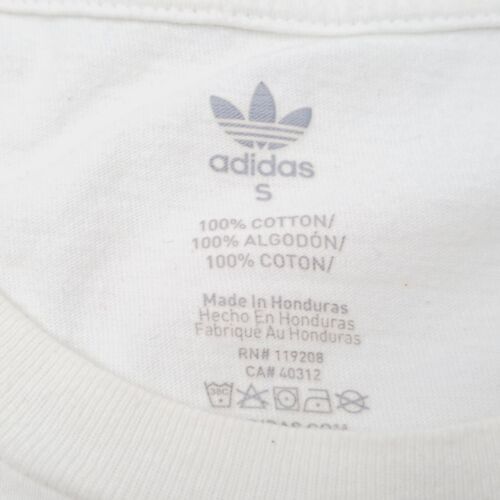 adidas
S
100% COTTON/
100% ALGODÓN/
100% COTON/
Made In Honduras
Hecho En Honduras
Fabrique Au Honduras
RN# 119208
CA# 40312